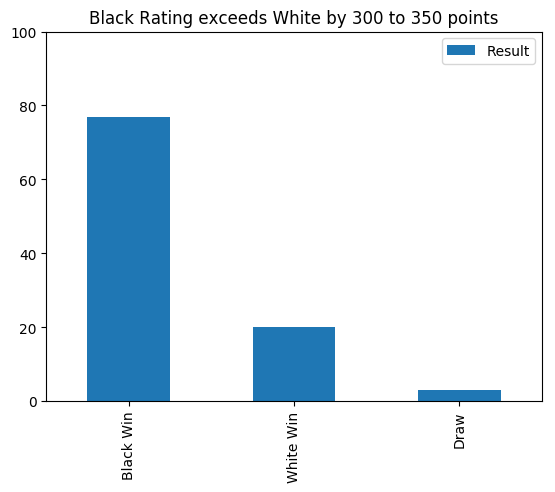 Black Rating exceeds White by 300 to 350 points
Result
100
80
60
40
20
0
Black Win
White Win
Draw